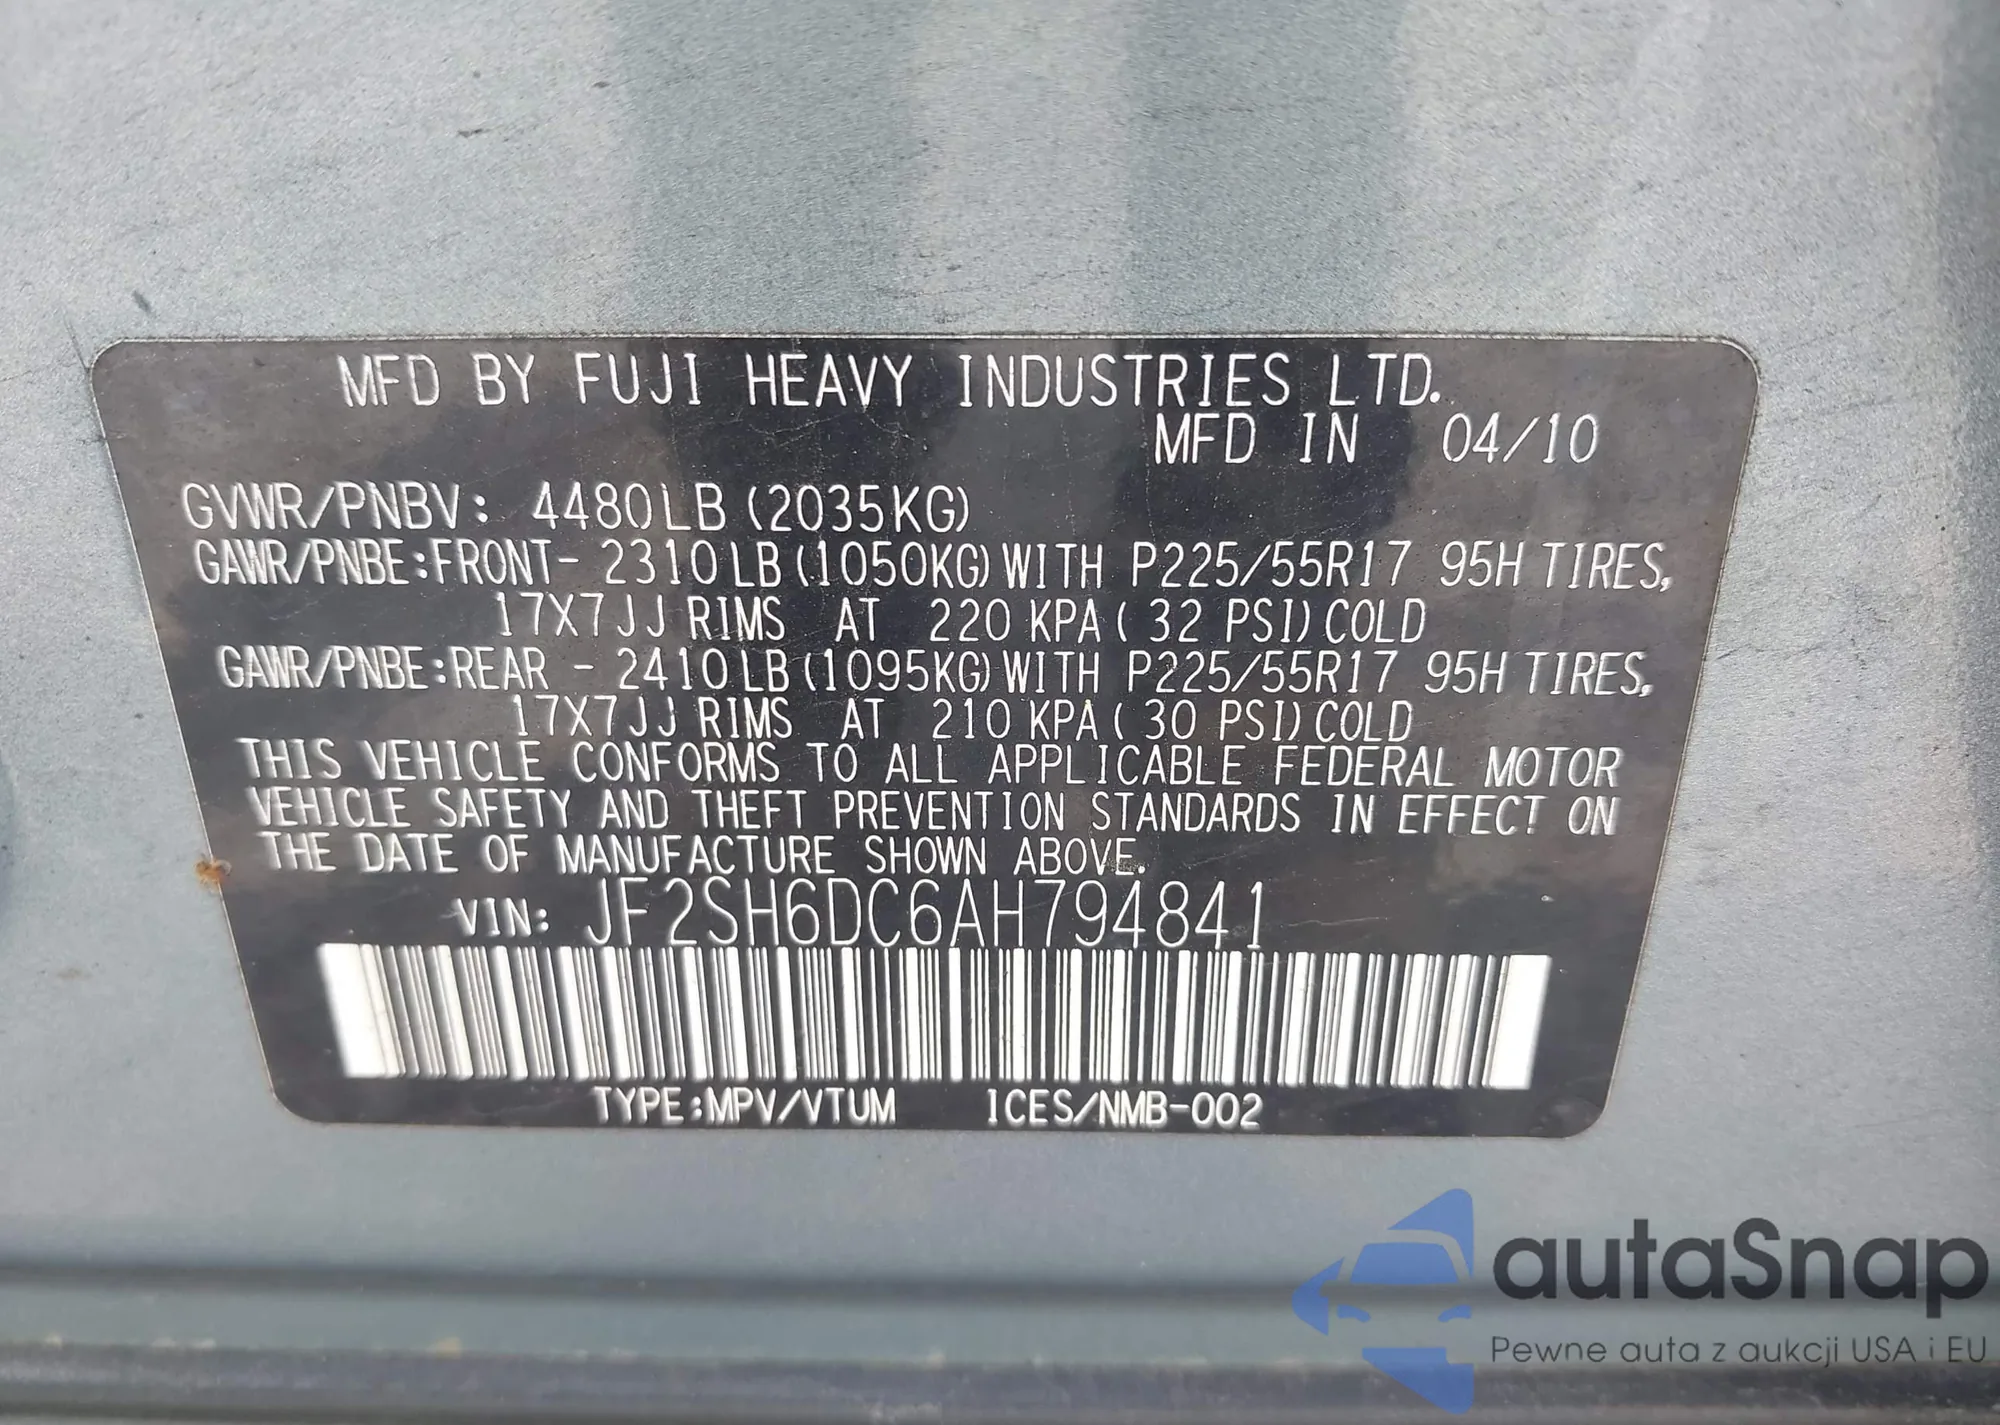 MFD BY FUJI HEAVY INDUSTRIES LTD.
MFD IN 04/10
GVWR/PNBV: 4480LB (2035KG)
GAWR/PNBE:FRONT- 2310LB(1050KG)WITH P225/55R17 95H TIRES,
17X7JJ RIMS AT 220 KPA( 32 PSI)COLD
GAWR/PNBE:REAR - 2410LB(1095KG)WITH P225/55R17 95H TIRES,
17X7JJ RIMS AT 210 KPA( 30 PSI)COLD
THIS VEHICLE CONFORMS TO ALL APPLICABLE FEDERAL MOTOR
VEHICLE SAFETY AND THEFT PREVENTION STANDARDS IN EFFECT ON
THE DATE OF MANUFACTURE SHOWN ABOVE.
VIN: JF2SH6DC6AH794841
TYPE:MPV/VTUM ICES/NMB-002
autaSnap
Pewne auta z aukcji USA i EU